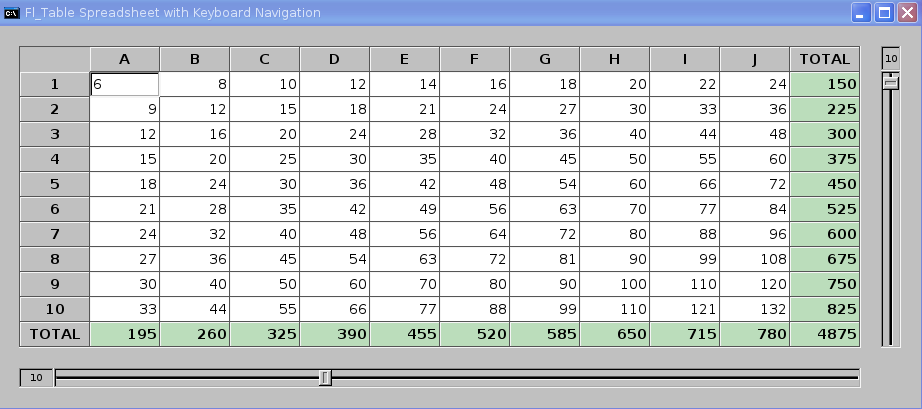 Fl_Table Spreadsheet with Keyboard Navigation
A B C D E F G H I J TOTAL 10
1 6 8 10 12 14 16 18 20 22 24 150
2 9 12 15 18 21 24 27 30 33 36 225
3 12 16 20 24 28 32 36 40 44 48 300
4 15 20 25 30 35 40 45 50 55 60 375
5 18 24 30 36 42 48 54 60 66 72 450
6 21 28 35 42 49 56 63 70 77 84 525
7 24 32 40 48 56 64 72 80 88 96 600
8 27 36 45 54 63 72 81 90 99 108 675
9 30 40 50 60 70 80 90 100 110 120 750
10 33 44 55 66 77 88 99 110 121 132 825
TOTAL 195 260 325 390 455 520 585 650 715 780 4875
10